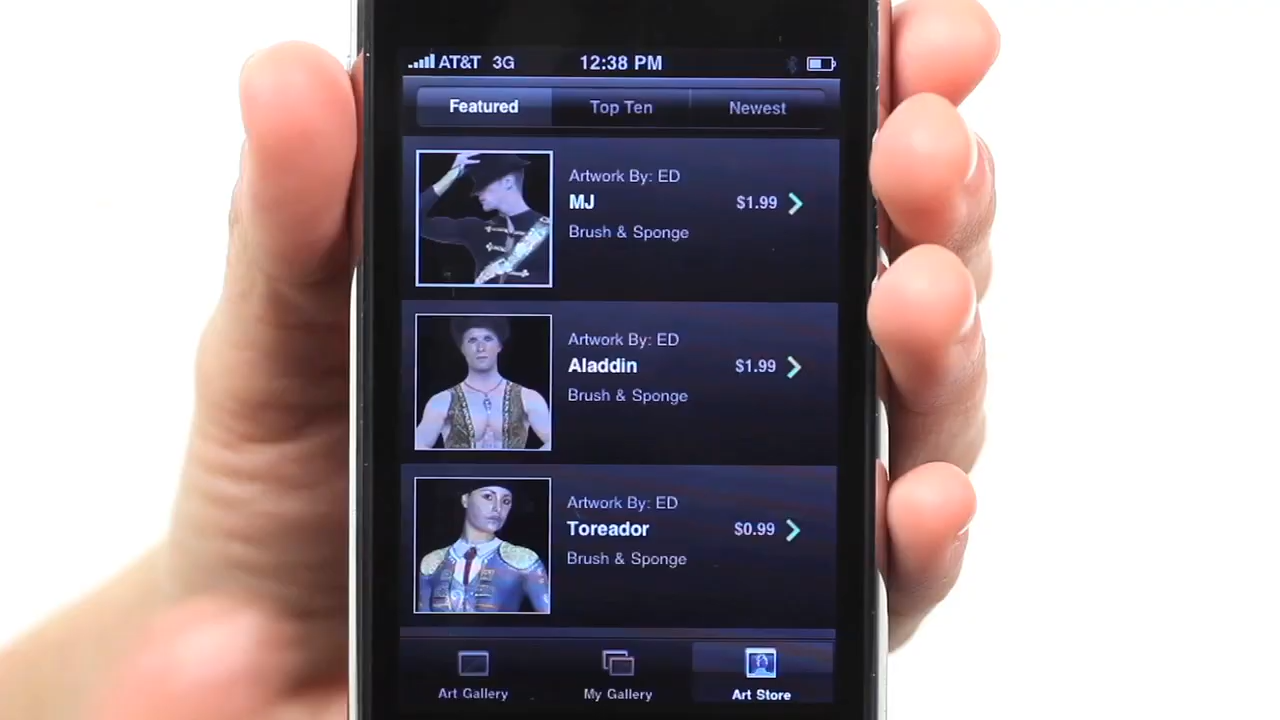 AT&T 3G 12:38 PM
Featured Top Ten Newest
Artwork By: ED
MJ $1.99
Brush & Sponge
Artwork By: ED
Aladdin $1.99
Brush & Sponge
Artwork By: ED
Toreador $0.99
Brush & Sponge
Art Gallery My Gallery Art Store